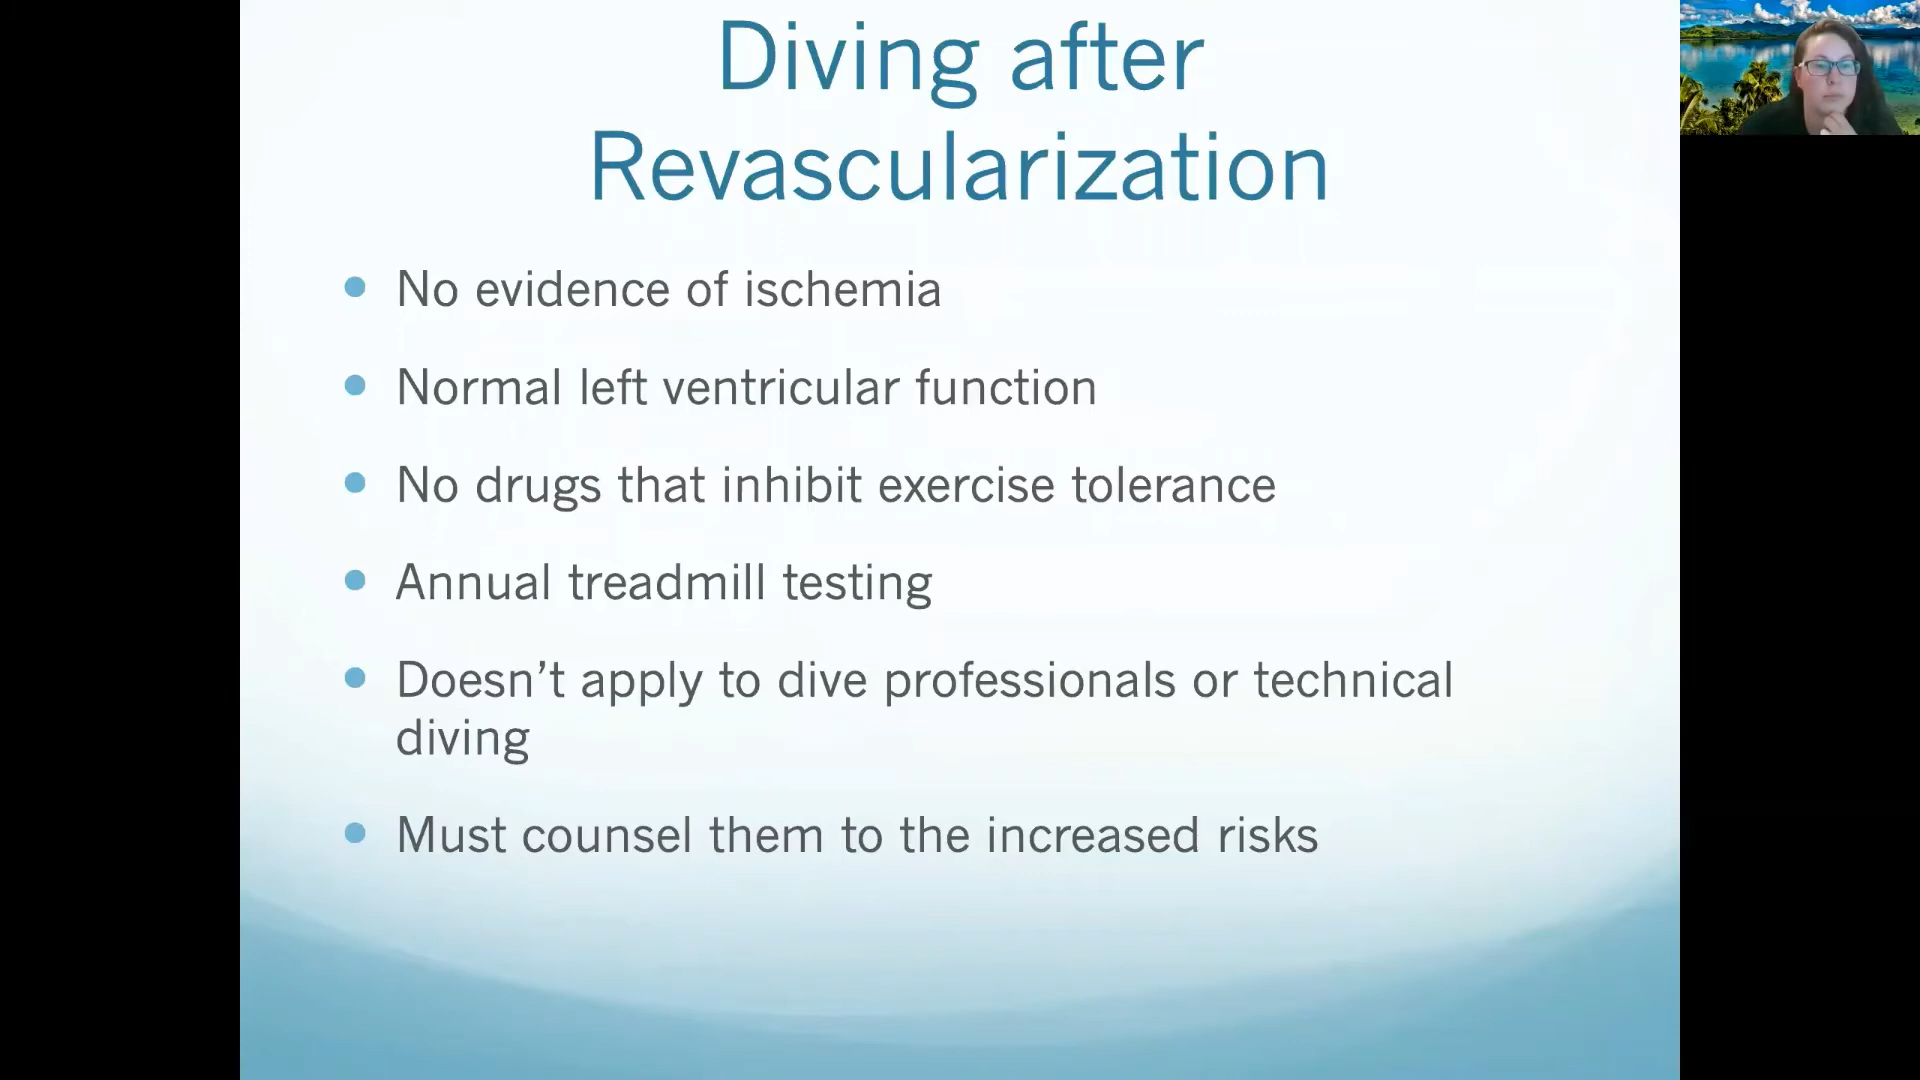 Diving after
Revascularization
No evidence of ischemia
Normal left ventricular function
No drugs that inhibit exercise tolerance
Annual treadmill testing
Doesn’t apply to dive professionals or technical
diving
Must counsel them to the increased risks